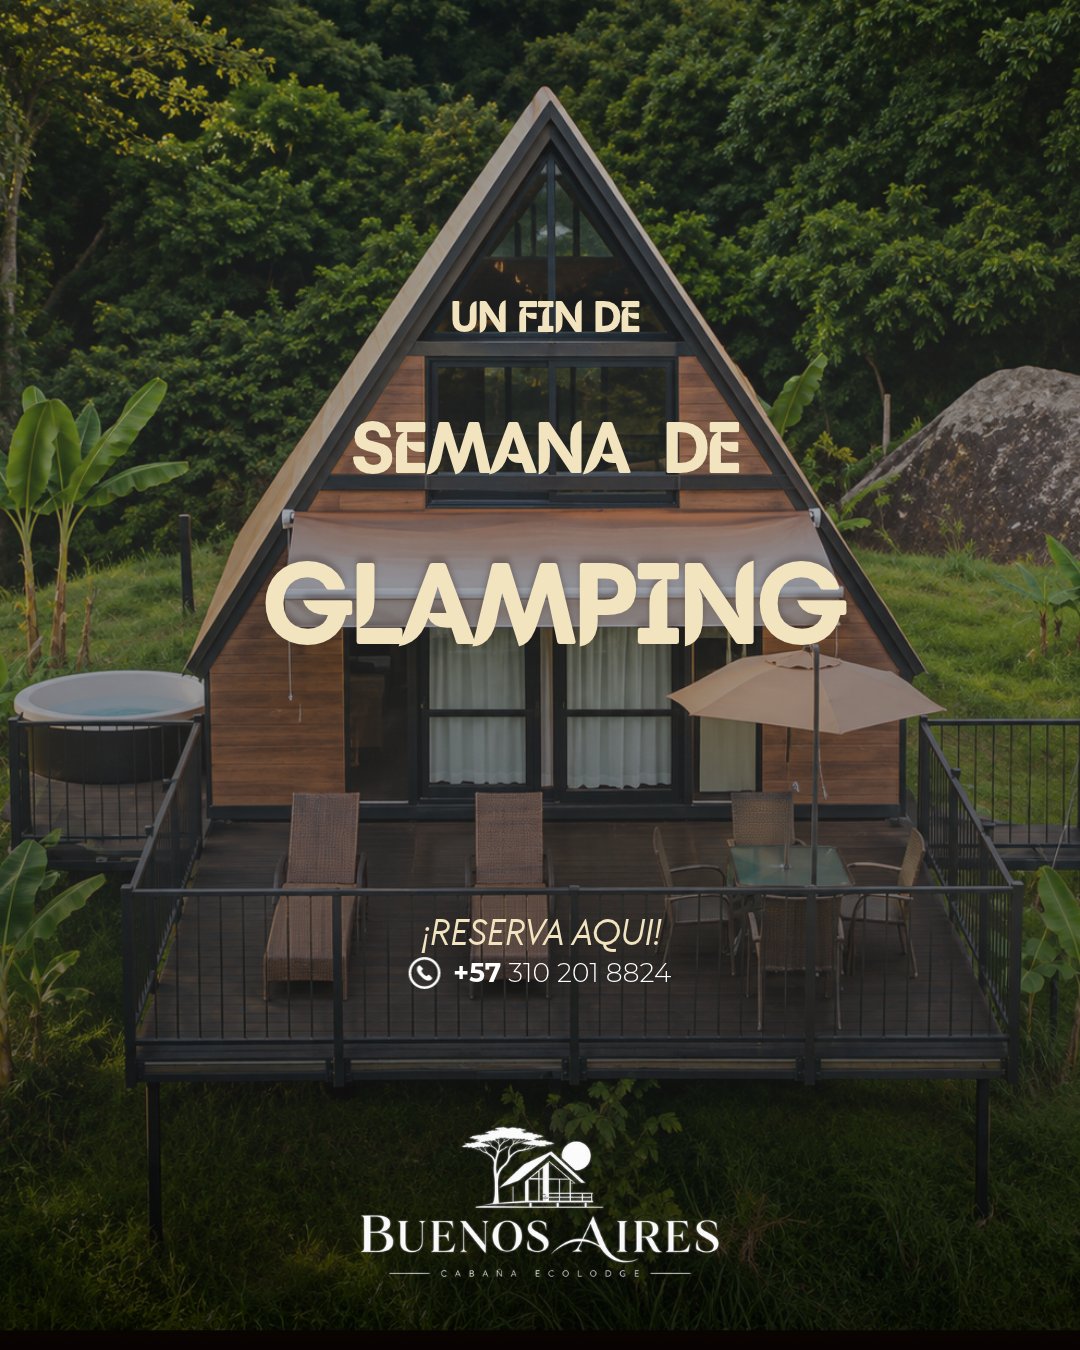 UN FIN DE
SEMANA DE
GLAMPING
¡RESERVA AQUI!
+57 310 201 8824
BUENOS AIRES
CABAÑA ECOLODGE